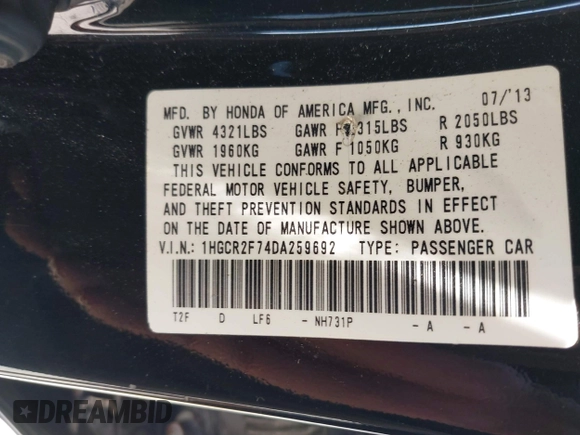 MFD. BY HONDA OF AMERICA MFG., INC. 07/'13
GVWR 4321LBS GAWR F 2315LBS R 2050LBS
GVWR 1960KG GAWR F 1050KG R 930KG
THIS VEHICLE CONFORMS TO ALL APPLICABLE
FEDERAL MOTOR VEHICLE SAFETY, BUMPER,
AND THEFT PREVENTION STANDARDS IN EFFECT
ON THE DATE OF MANUFACTURE SHOWN ABOVE.
V.I.N.: 1HGCR2F74DA259692 TYPE: PASSENGER CAR
T2F D LF6 - NH731P - A - A
DREAMBID